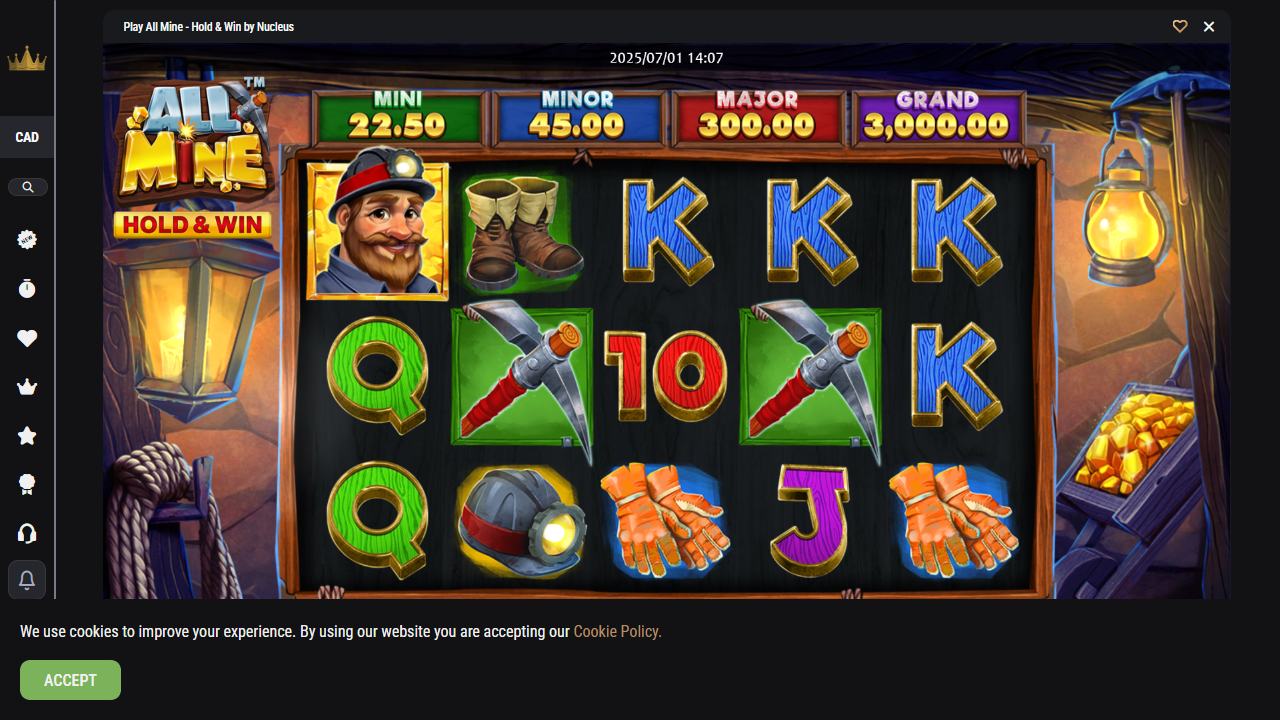 Play All Mine - Hold & Win by Nucleus
2025/07/01 14:07
CAD
NEW
ALL MINE™
HOLD & WIN
MINI
22.50
MINOR
45.00
MAJOR
300.00
GRAND
3,000.00
K K K
Q 10 K
Q J
We use cookies to improve your experience. By using our website you are accepting our Cookie Policy.
ACCEPT